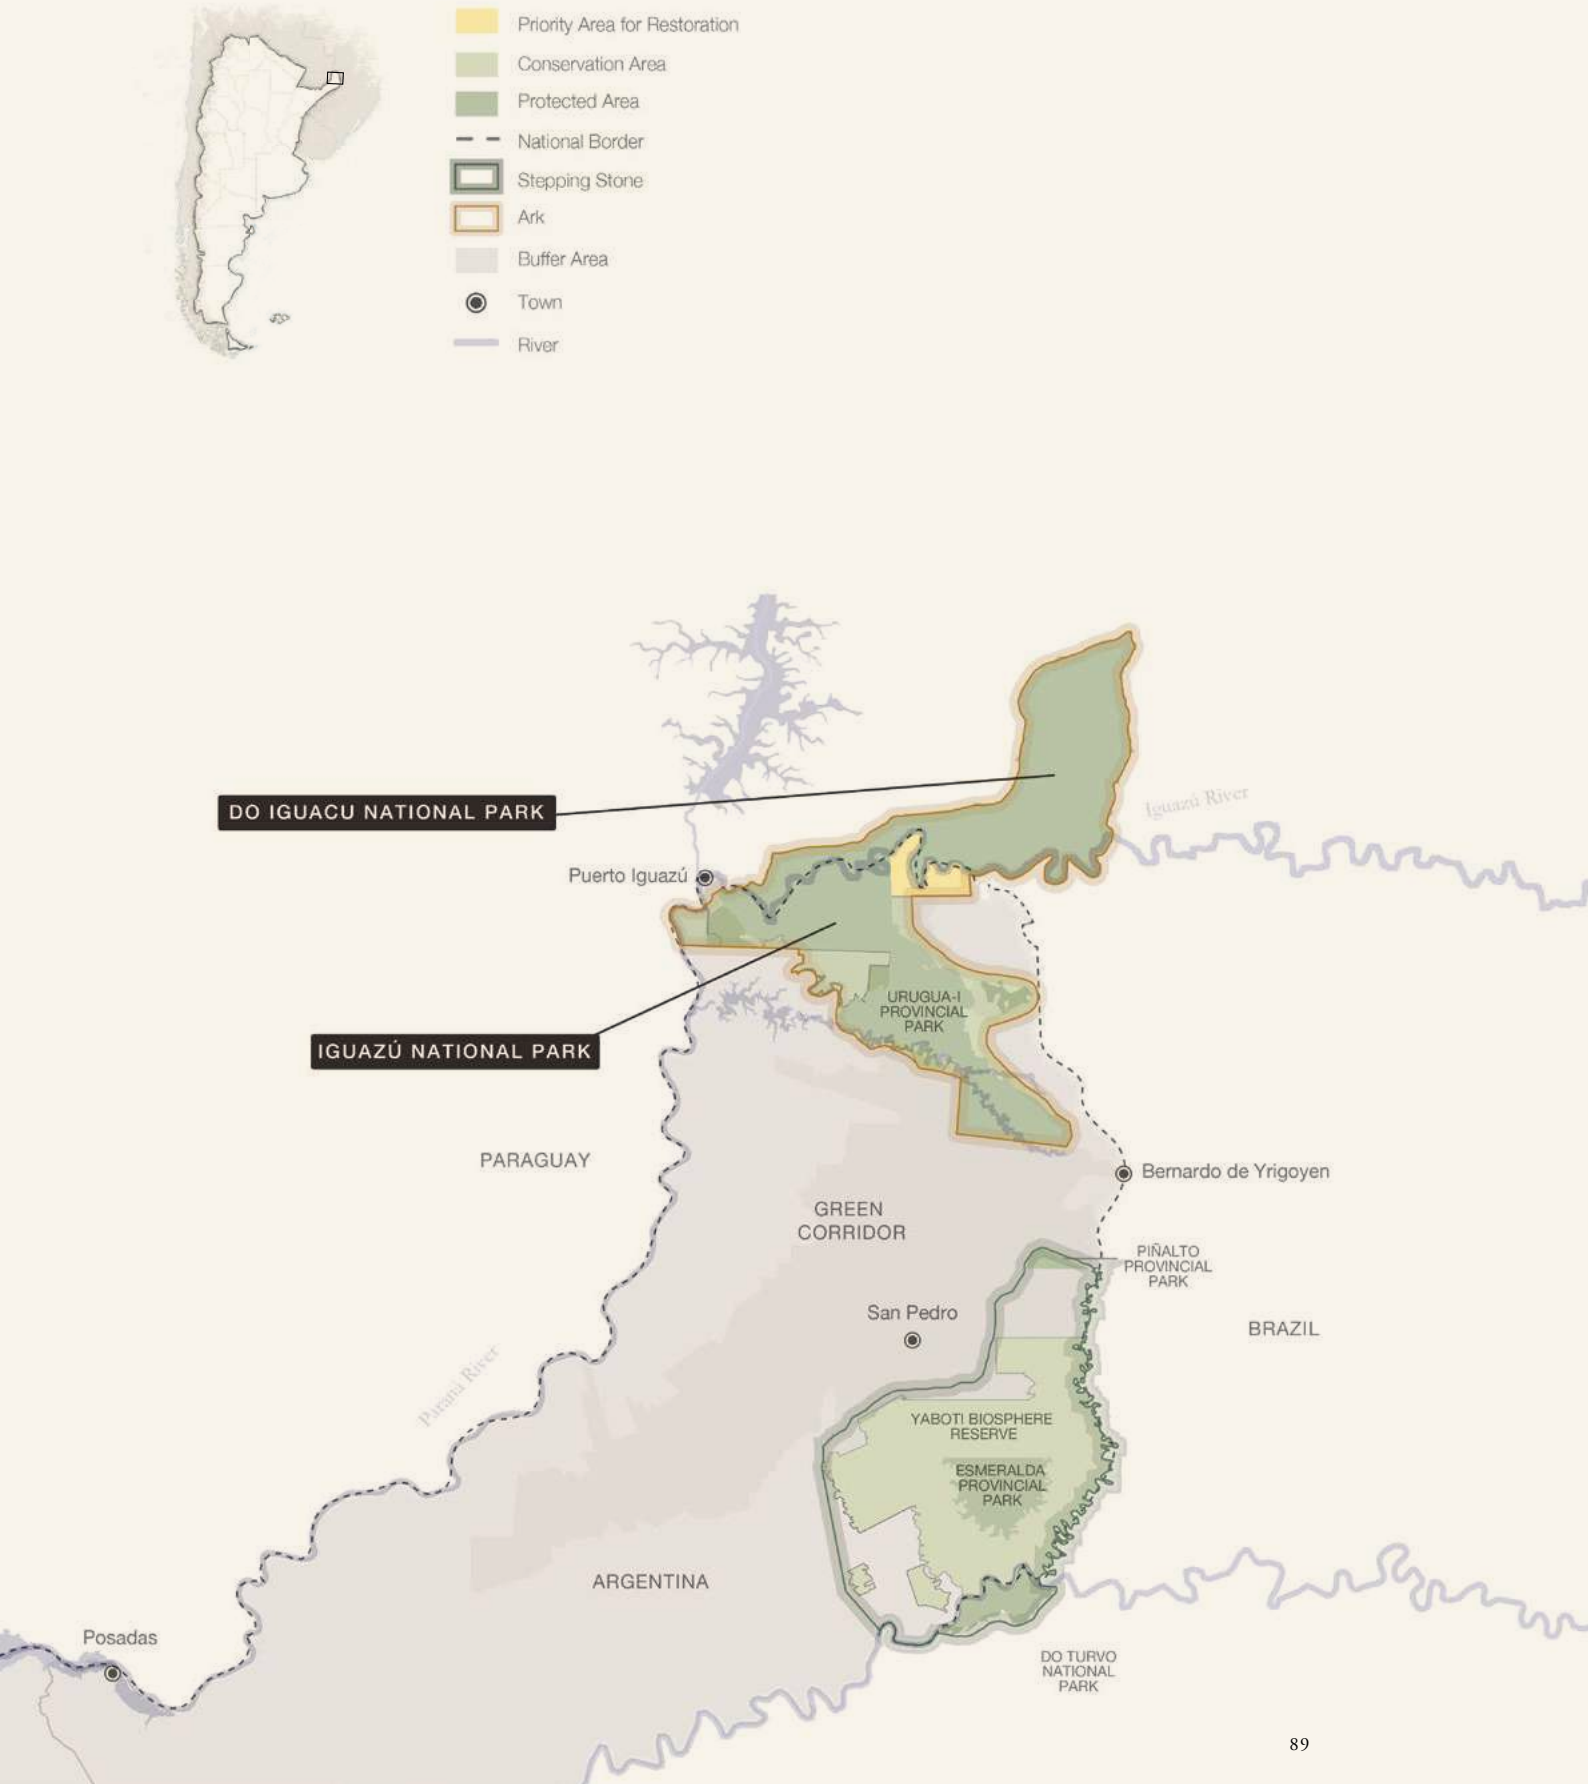 Priority Area for Restoration
Conservation Area
Protected Area
National Border
Stepping Stone
Ark
Buffer Area
Town
River
DO IGUACU NATIONAL PARK
Iguazú River
Puerto Iguazú
URUGUA-I
PROVINCIAL
PARK
IGUAZÚ NATIONAL PARK
PARAGUAY
Bernardo de Yrigoyen
GREEN
CORRIDOR
PIÑALTO
PROVINCIAL
PARK
San Pedro
BRAZIL
Paraná River
YABOTI BIOSPHERE
RESERVE
ESMERALDA
PROVINCIAL
PARK
ARGENTINA
Posadas
DO TURVO
NATIONAL
PARK
89